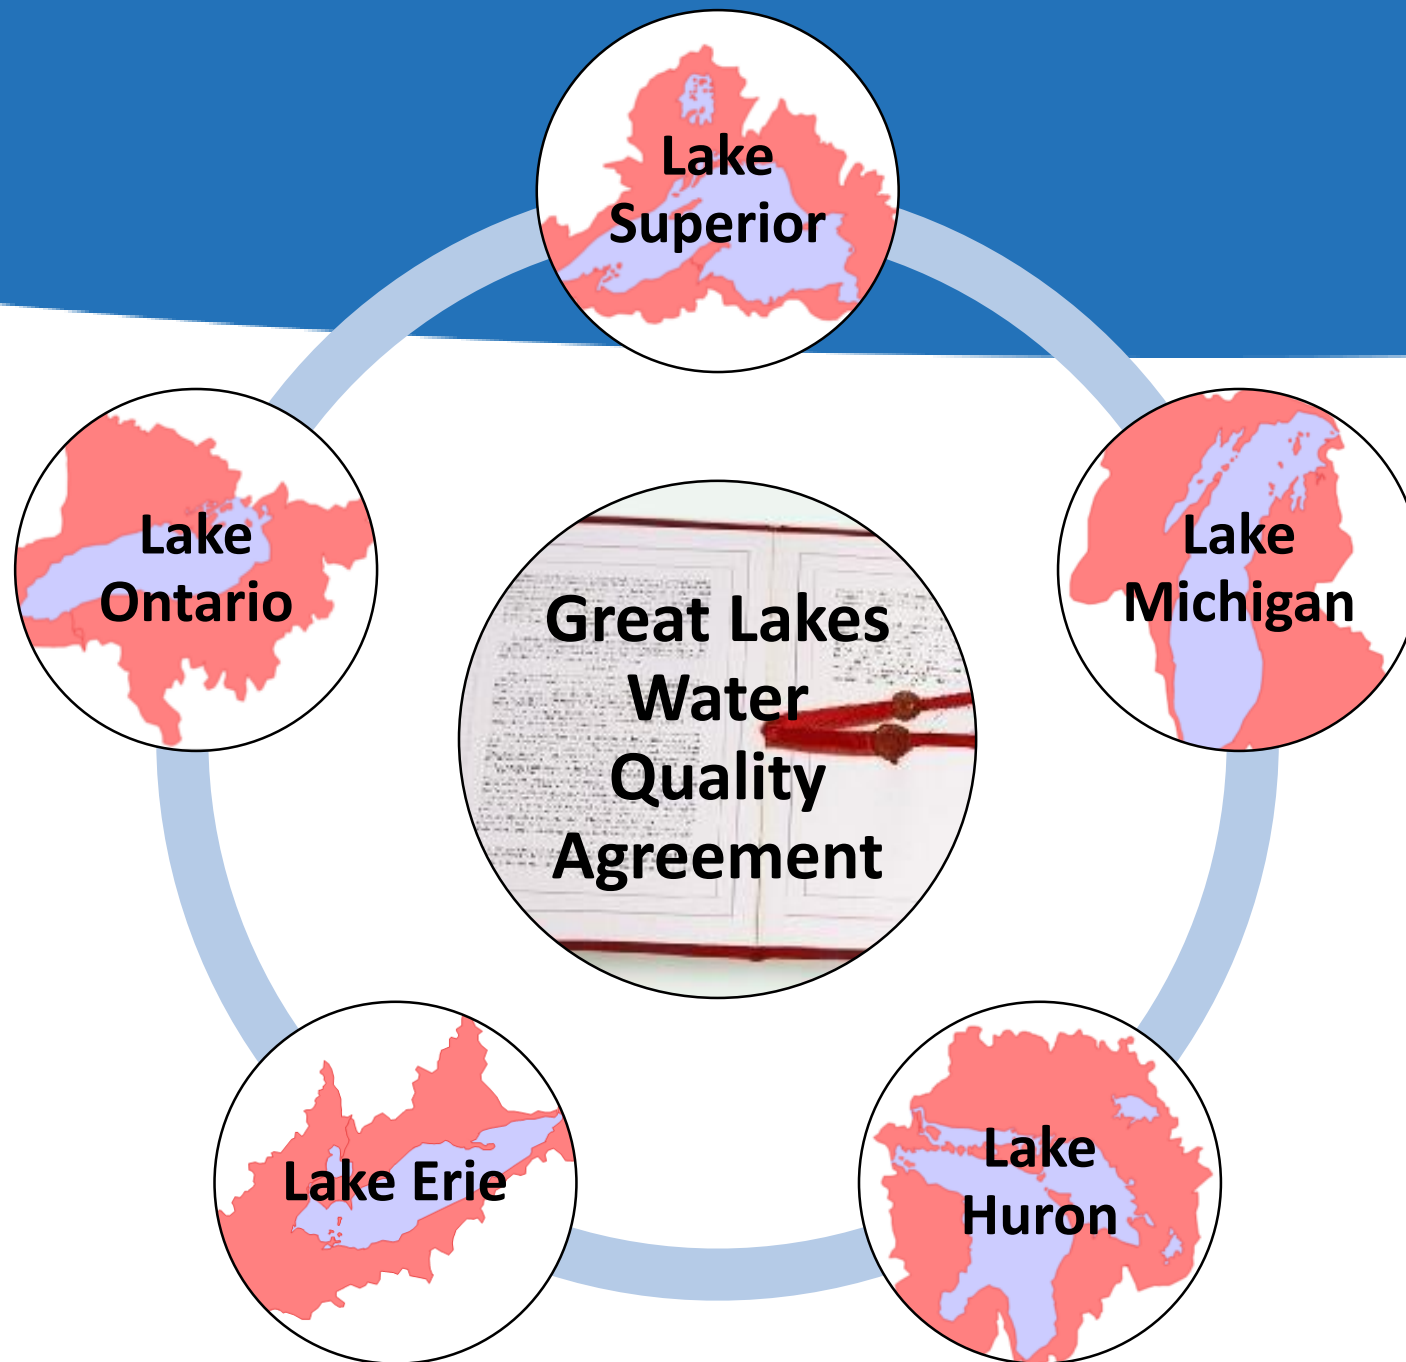 Lake
Superior
Lake
Ontario
Lake
Michigan
Great Lakes
Water
Quality
Agreement
Lake Erie
Lake
Huron